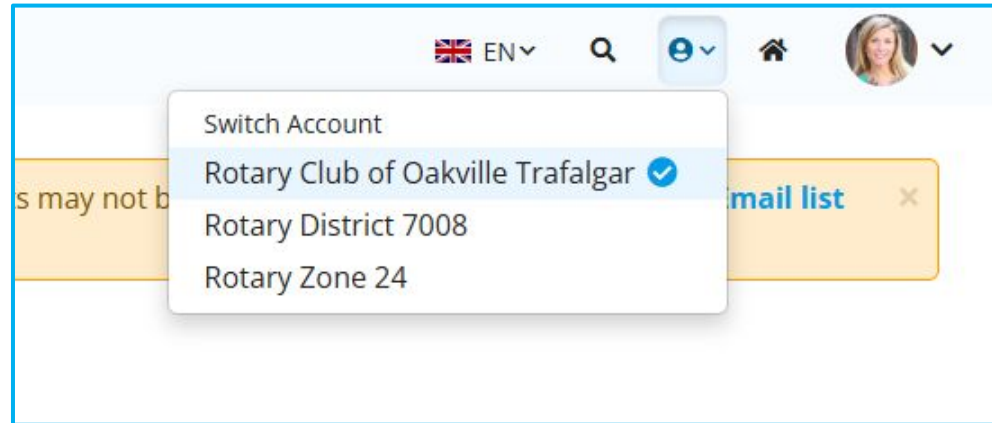 EN
Switch Account
Rotary Club of Oakville Trafalgar
s may not b
mail list
Rotary District 7008
Rotary Zone 24